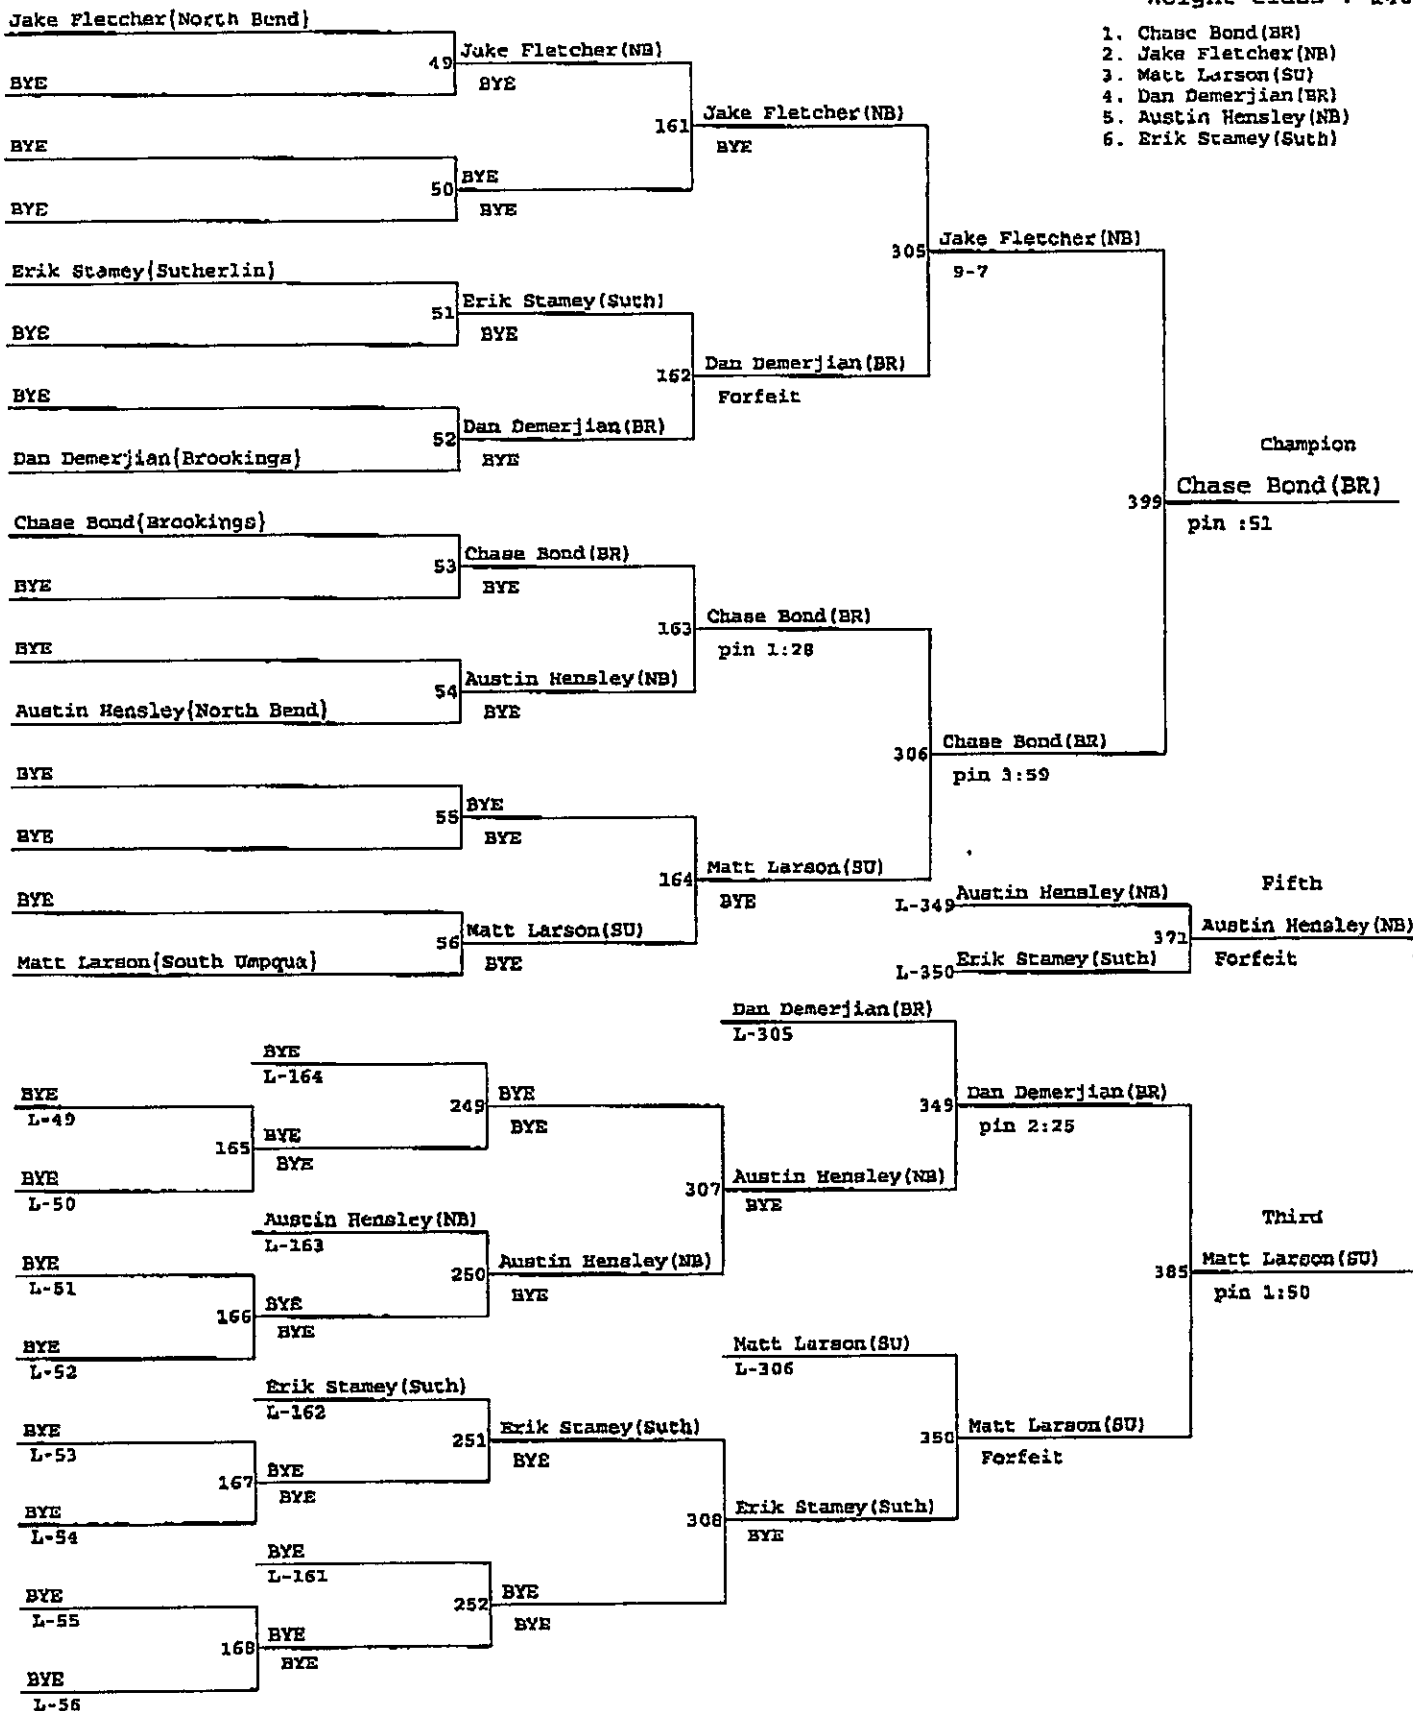 1. Chase Bond(BR)
2. Jake Fletcher(NB)
3. Matt Larson(SU)
4. Dan Demerjian(BR)
5. Austin Hensley(NB)
6. Erik Stamey(Suth)
Jake Fletcher{North Bend}
49 Jake Fletcher(NB)
BYE
BYE
161 Jake Fletcher(NB)
BYE
BYE
50 BYE
BYE
BYE
305 Jake Fletcher(NB)
9-7
Erik Stamey{Sutherlin}
51 Erik Stamey(Suth)
BYE
BYE
162 Dan Demerjian(BR)
Forfeit
BYE
52 Dan Demerjian(BR)
BYE
Dan Demerjian{Brookings}
Champion
399 Chase Bond(BR)
pin :51
Chase Bond{Brookings}
53 Chase Bond(BR)
BYE
BYE
163 Chase Bond(BR)
pin 1:28
BYE
54 Austin Hensley(NB)
BYE
Austin Hensley{North Bend}
306 Chase Bond(BR)
pin 3:59
BYE
55 BYE
BYE
BYE
164 Matt Larson(SU)
BYE
BYE
56 Matt Larson(SU)
BYE
Matt Larson{South Umpqua}
Fifth
L-349 Austin Hensley(NB)
371 Austin Hensley(NB)
Forfeit
L-350 Erik Stamey(Suth)
Dan Demerjian(BR)
L-305
BYE
L-164
BYE
L-49
249 BYE
BYE
349 Dan Demerjian(BR)
pin 2:25
165 BYE
BYE
BYE
L-50
307 Austin Hensley(NB)
BYE
Austin Hensley(NB)
L-163
Third
BYE
L-51
250 Austin Hensley(NB)
BYE
385 Matt Larson(SU)
pin 1:50
166 BYE
BYE
BYE
L-52
Matt Larson(SU)
L-306
Erik Stamey(Suth)
L-162
BYE
L-53
251 Erik Stamey(Suth)
BYE
350 Matt Larson(SU)
Forfeit
167 BYE
BYE
BYE
L-54
308 Erik Stamey(Suth)
BYE
BYE
L-161
BYE
L-55
252 BYE
BYE
168 BYE
BYE
BYE
L-56